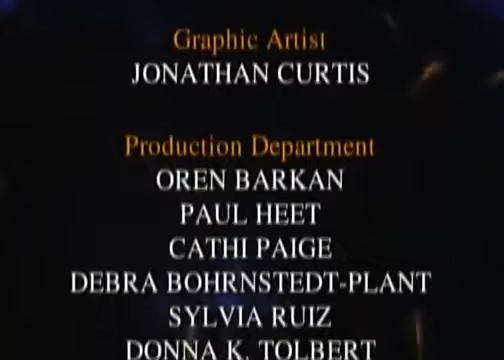 Graphic Artist
JONATHAN CURTIS
Production Department
OREN BARKAN
PAUL HEET
CATHI PAIGE
DEBRA BOHRNSTEDT-PLANT
SYLVIA RUIZ
DONNA K. TOLBERT